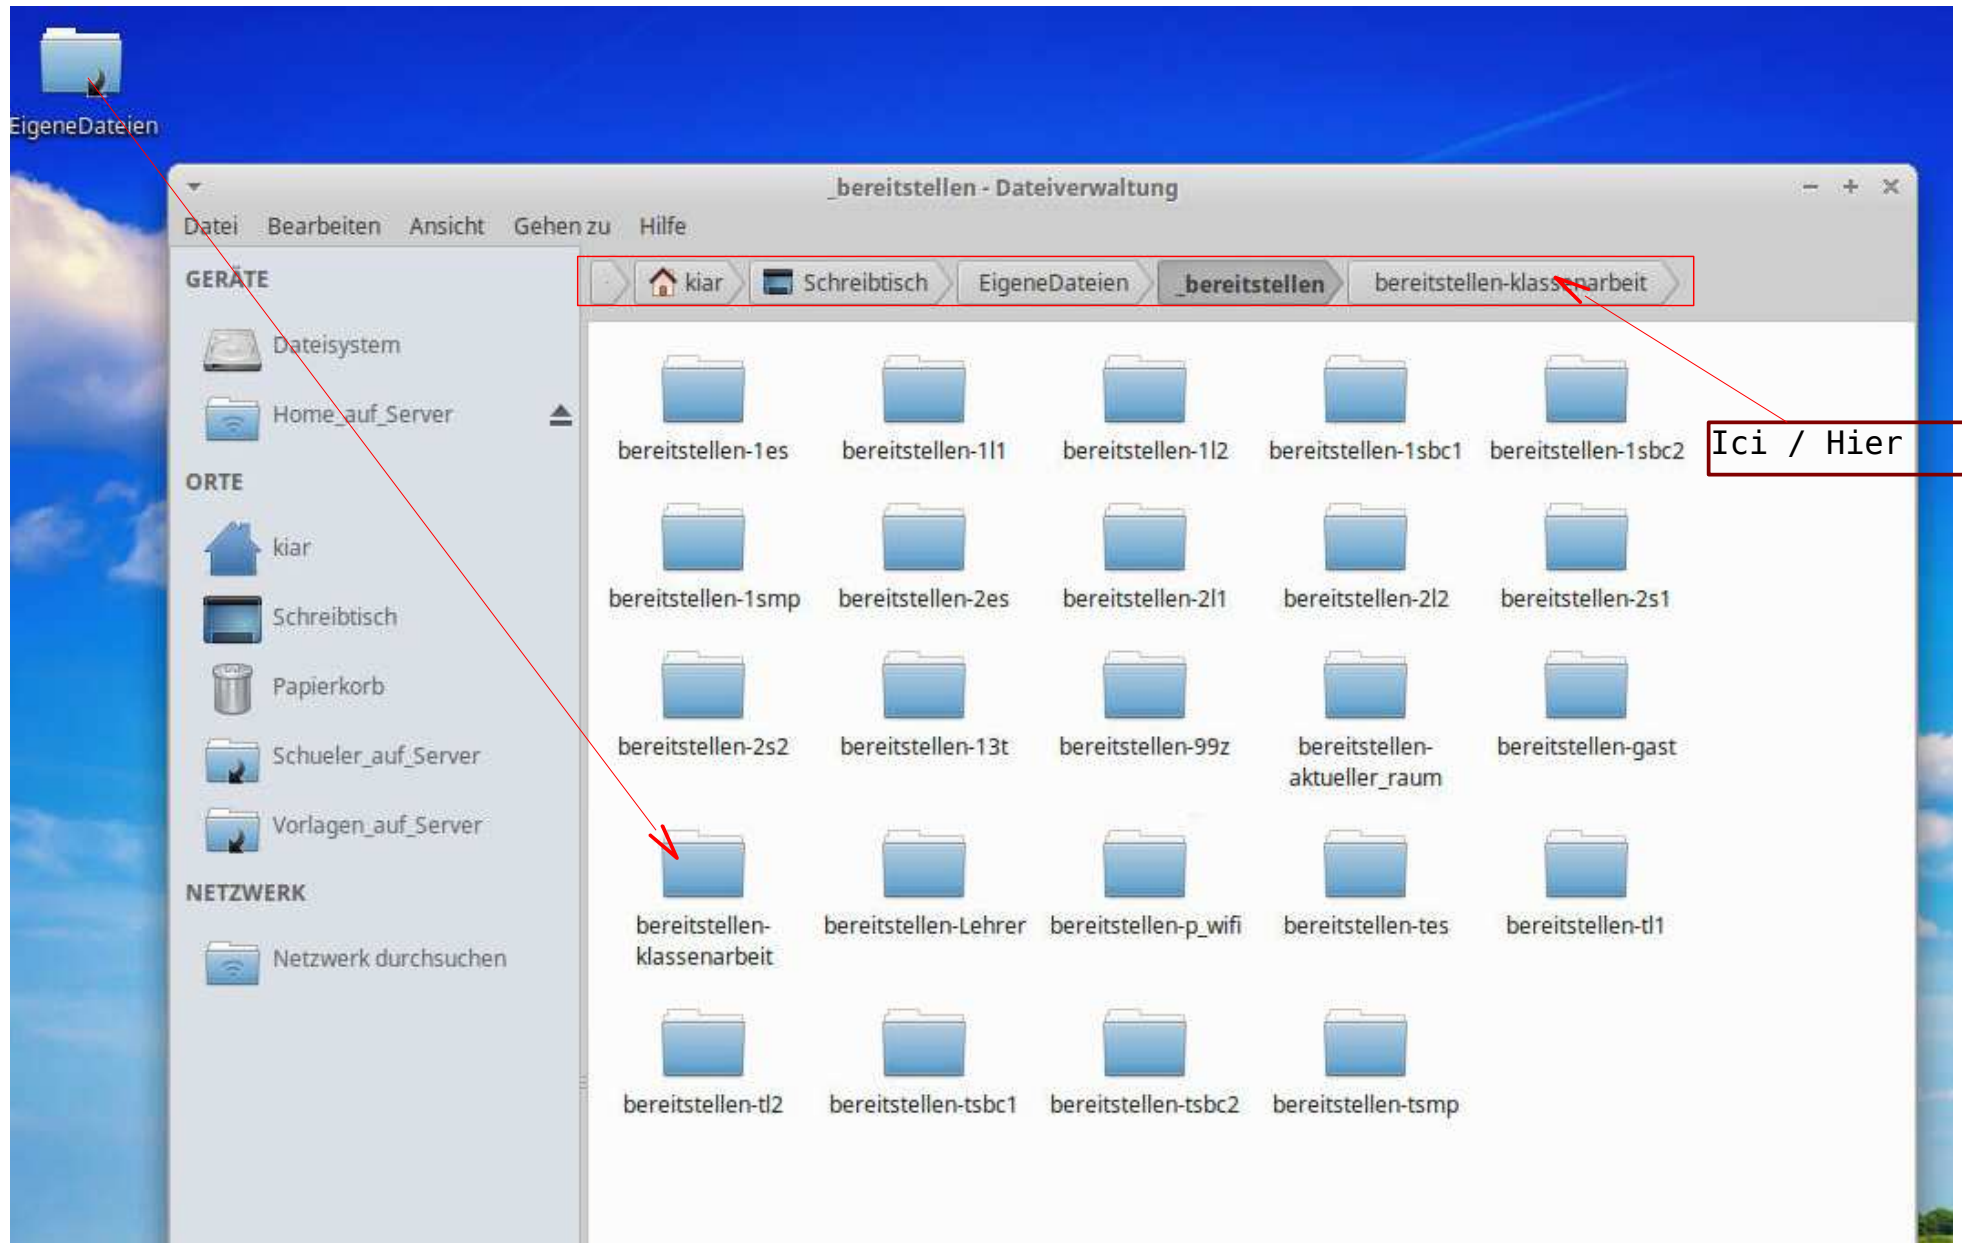 EigeneDateien
_bereitstellen - Dateiverwaltung
Datei Bearbeiten Ansicht Gehen zu Hilfe
GERÄTE
Dateisystem
Home_auf_Server
ORTE
kiar
Schreibtisch
Papierkorb
Schueler_auf_Server
Vorlagen_auf_Server
NETZWERK
Netzwerk durchsuchen
kiar Schreibtisch EigeneDateien _bereitstellen bereitstellen-klassenarbeit
Ici / Hier
bereitstellen-1es bereitstellen-1l1 bereitstellen-1l2 bereitstellen-1sbc1 bereitstellen-1sbc2
bereitstellen-1smp bereitstellen-2es bereitstellen-2l1 bereitstellen-2l2 bereitstellen-2s1
bereitstellen-2s2 bereitstellen-13t bereitstellen-99z bereitstellen- bereitstellen-gast
aktueller_raum
bereitstellen- bereitstellen-Lehrer bereitstellen-p_wifi bereitstellen-tes bereitstellen-tl1
klassenarbeit
bereitstellen-tl2 bereitstellen-tsbc1 bereitstellen-tsbc2 bereitstellen-tsmp